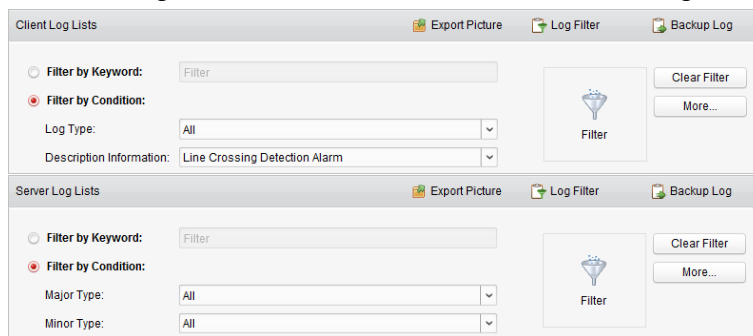 Client Log Lists Export Picture Log Filter Backup Log
Filter by Keyword: Filter Clear Filter
Filter by Condition: More...
Log Type: All Filter
Description Information: Line Crossing Detection Alarm
Server Log Lists Export Picture Log Filter Backup Log
Filter by Keyword: Filter Clear Filter
Filter by Condition: More...
Major Type: All Filter
Minor Type: All